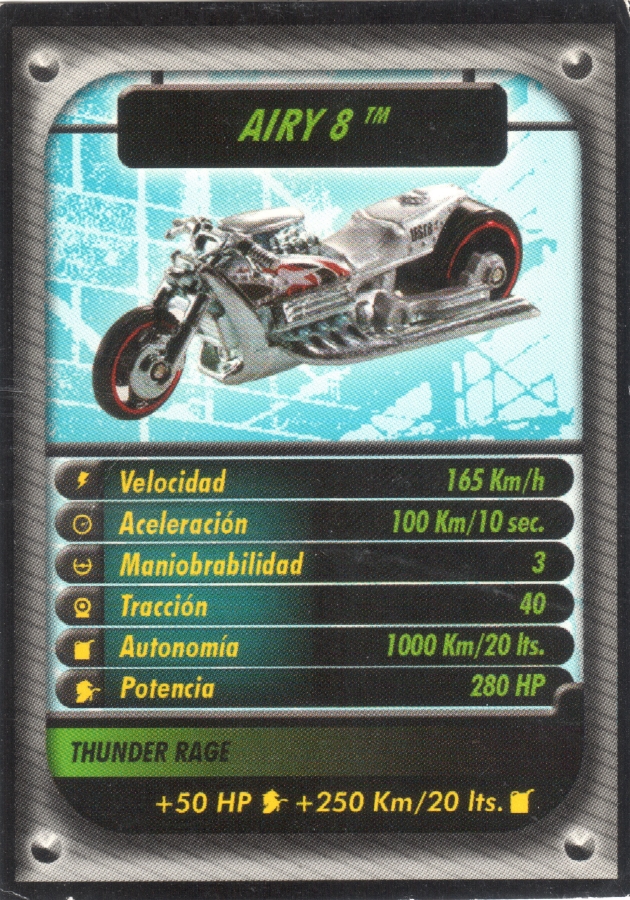 AIRY 8 ™
Velocidad 165 Km/h
Aceleración 100 Km/10 sec.
Maniobrabilidad 3
Tracción 40
Autonomía 1000 Km/20 lts.
Potencia 280 HP
THUNDER RAGE
+50 HP +250 Km/20 lts.